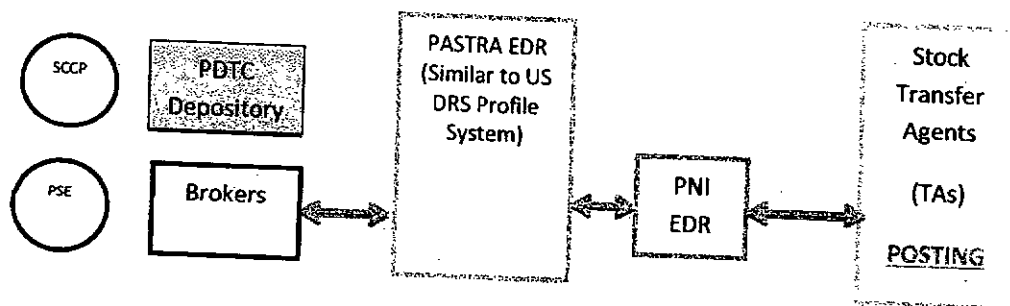 SCCP
PDTC
Depository
PSE
Brokers
PASTRA EDR
(Similar to US
DRS Profile
System)
PNI
EDR
Stock
Transfer
Agents
(TAs)
POSTING